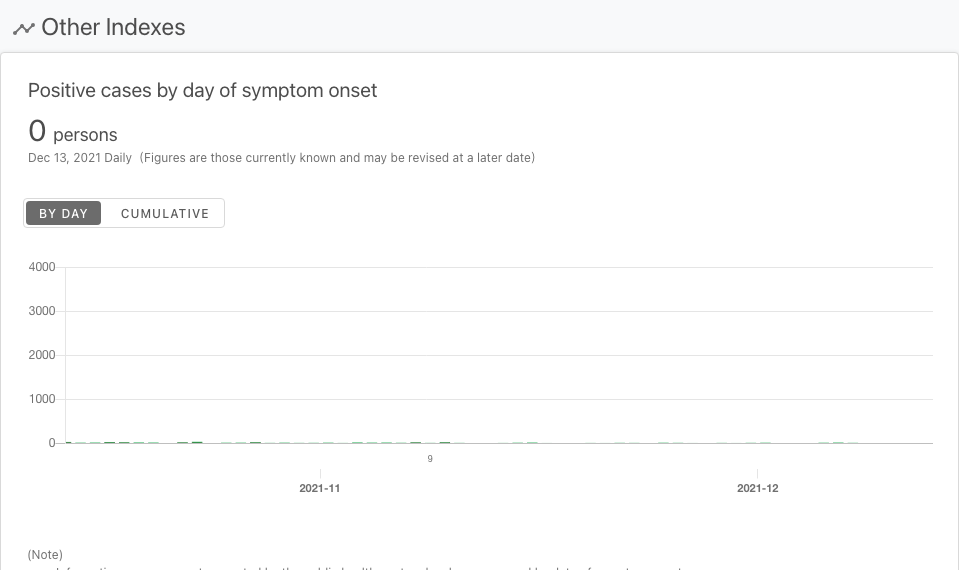 Other Indexes
Positive cases by day of symptom onset
0 persons
Dec 13, 2021 Daily (Figures are those currently known and may be revised at a later date)
BY DAY CUMULATIVE
4000
3000
2000
1000
0
9
2021-11 2021-12
(Note)